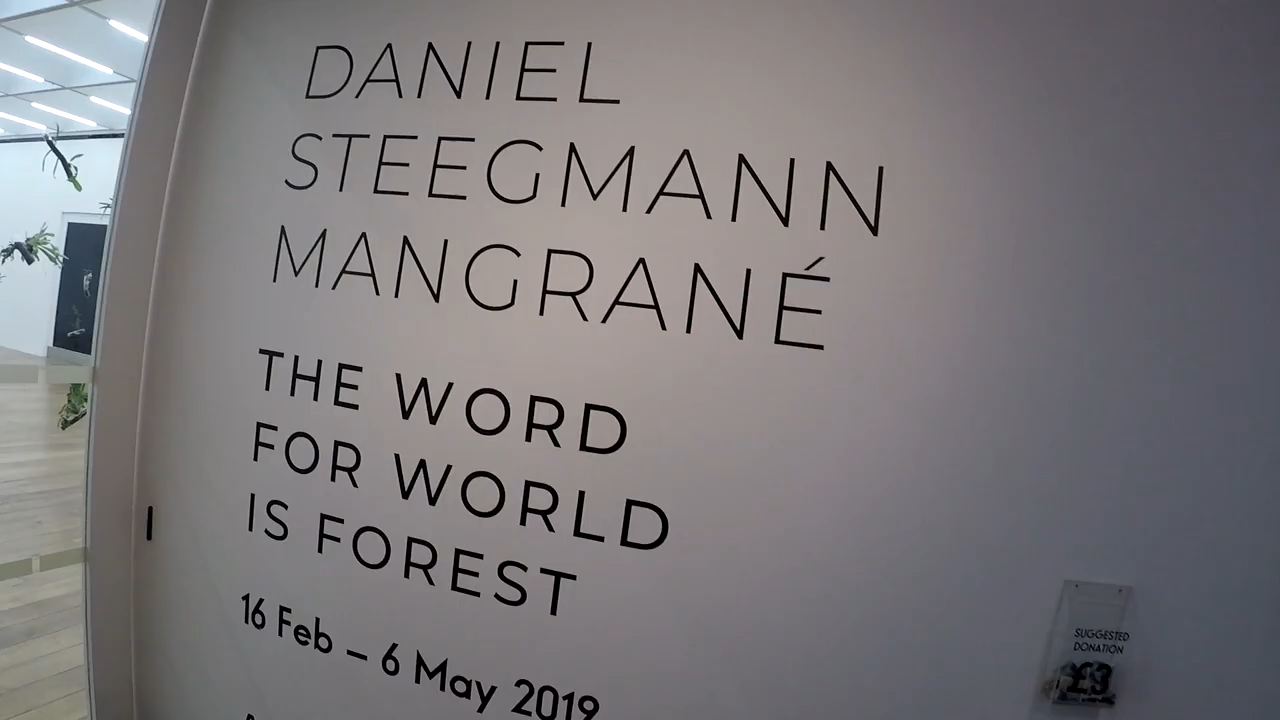 DANIEL
STEEGMANN
MANGRANÉ
THE WORD
FOR WORLD
IS FOREST
16 Feb – 6 May 2019
SUGGESTED
DONATION
£3